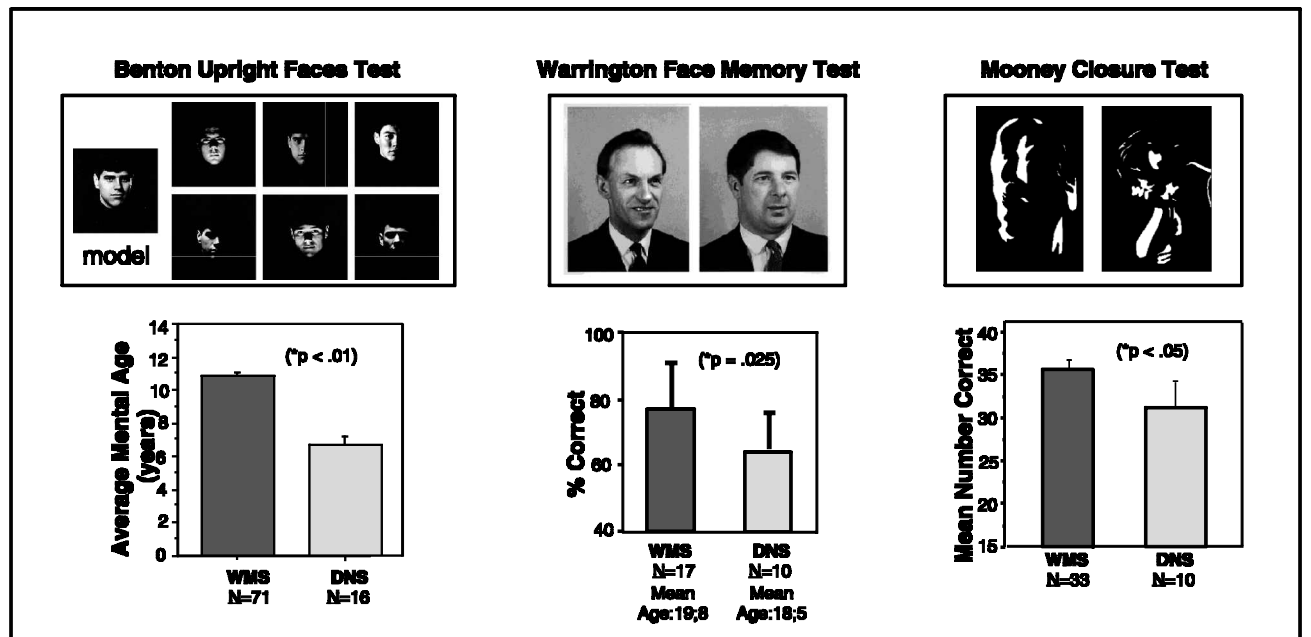 Benton Upright Faces Test
model
Average Mental Age
(years)
14
12
10
8
6
4
2
0
(*p < .01)
WMS
N=71
DNS
N=16
Warrington Face Memory Test
% Correct
100
80
60
40
(*p = .025)
WMS
N=17
Mean
Age:19;8
DNS
N=10
Mean
Age:18;5
Mooney Closure Test
Mean Number Correct
40
35
30
25
20
15
(*p < .05)
WMS
N=33
DNS
N=10